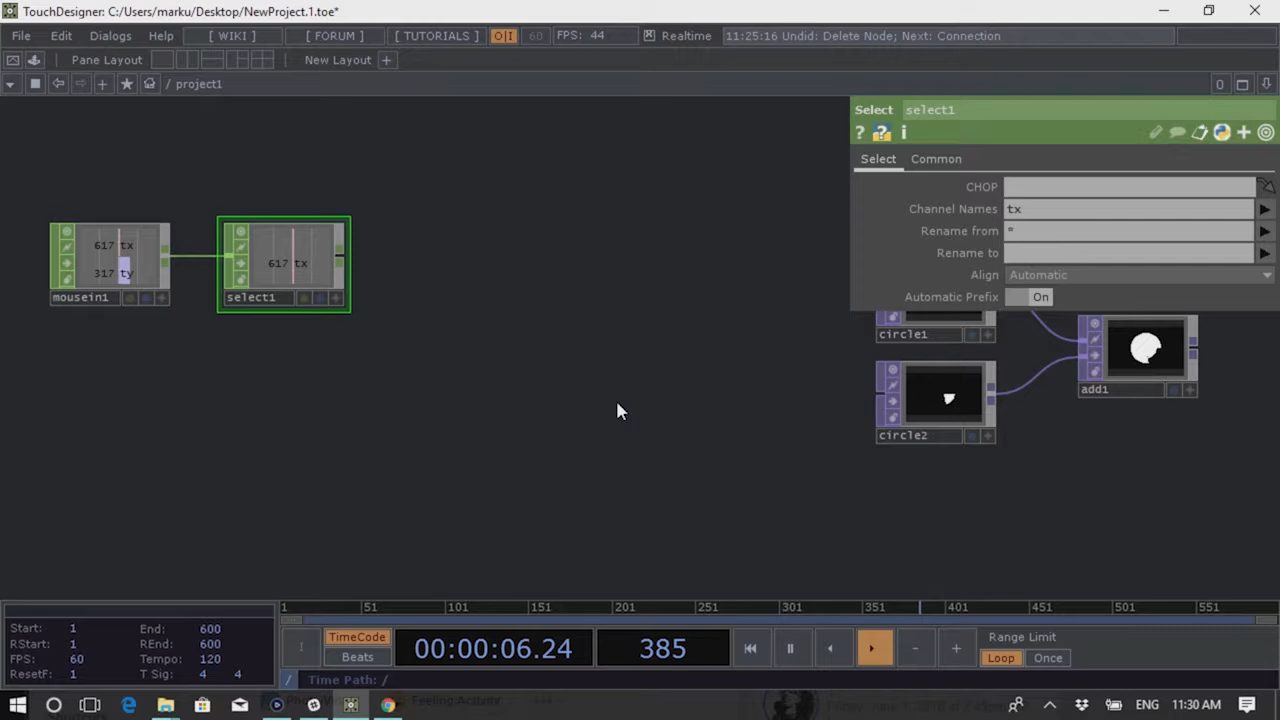 TouchDesigner: C:/Users/marku/Desktop/NewProject.1.toe*
File Edit Dialogs Help [ WIKI ] [ FORUM ] [ TUTORIALS ] O|I 60 FPS: 44 Realtime 11:25:16 Undid: Delete Node; Next: Connection
Pane Layout New Layout +
/ project1 0
Select select1
? ? i
Select Common
CHOP
Channel Names tx
Rename from *
Rename to
Align Automatic
Automatic Prefix On
617 tx
317 ty
mousein1
617 tx
select1
circle1
add1
circle2
1 51 101 151 201 251 301 351 401 451 501 551
Start: 1 End: 600
RStart: 1 REnd: 600
FPS: 60 Tempo: 120
ResetF: 1 T Sig: 4 4
TimeCode
Beats
00:00:06.24 385
- +
Range Limit
Loop Once
/ Time Path: /
Feeling Activity
ENG 11:30 AM